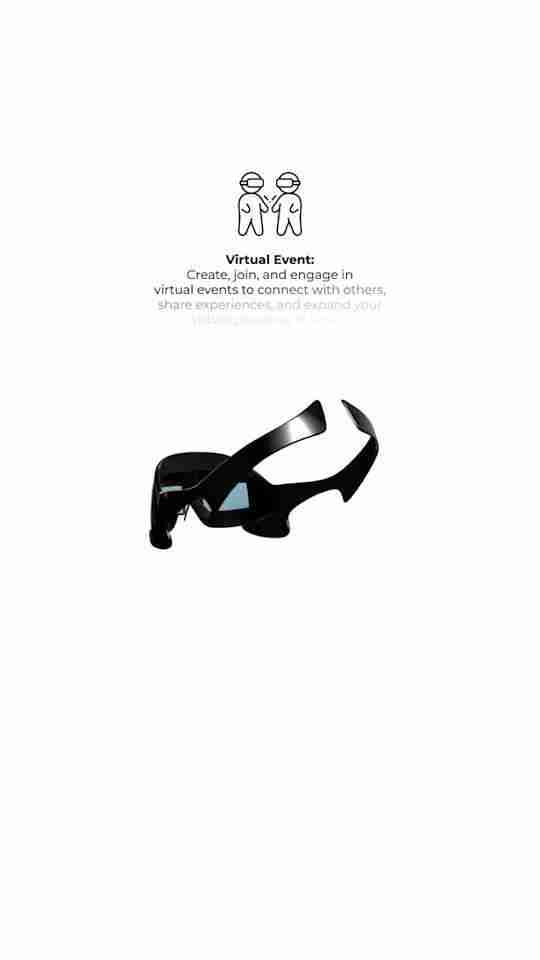 Virtual Event:
Create, join, and engage in
virtual events to connect with others,
share experiences, and expand your